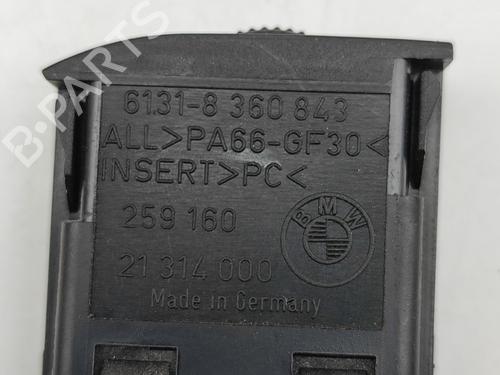 6131-8 360 843
ALL>PA66-GF30<
INSERT>PC<
259 160
BMW
21 314 000
Made in Germany
B-Parts